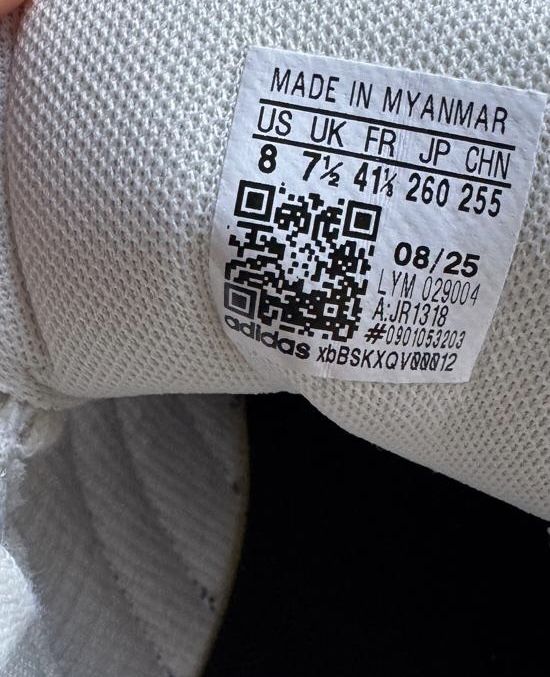 MADE IN MYANMAR
US UK FR JP CHN
8 7½ 41⅓ 260 255
08/25
LYM 029004
A:JR1318
#0901053203
adidas xbBSKXQV00012